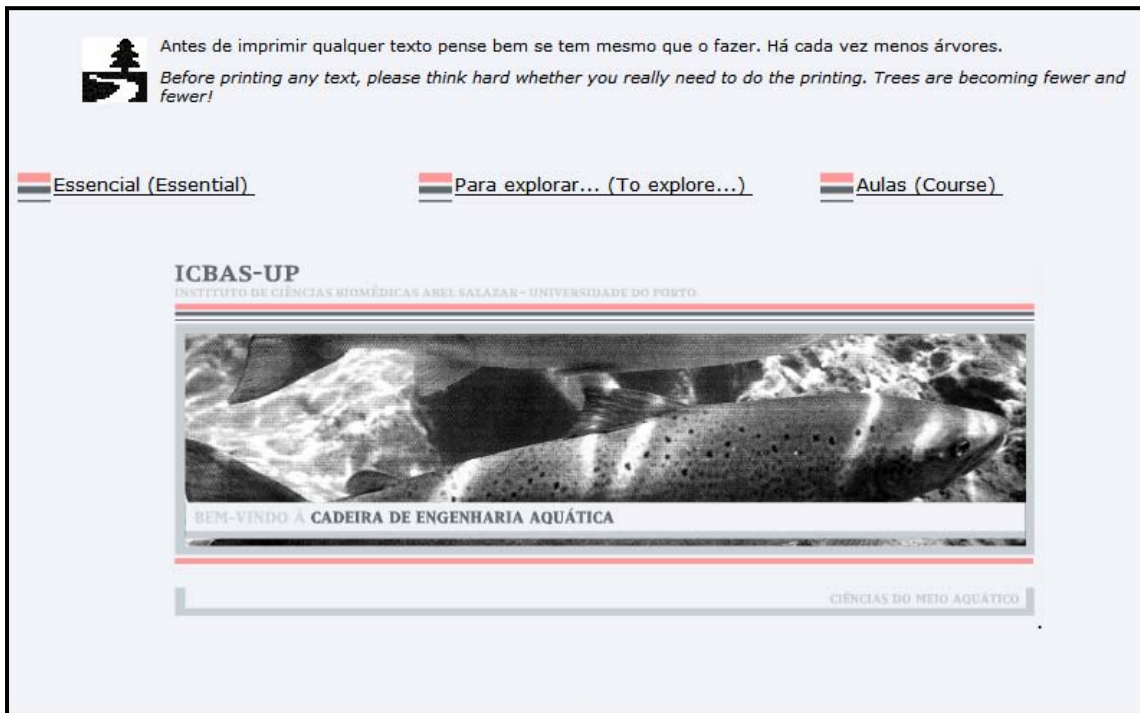 Antes de imprimir qualquer texto pense bem se tem mesmo que o fazer. Há cada vez menos árvores.
Before printing any text, please think hard whether you really need to do the printing. Trees are becoming fewer and
fewer!
Essencial (Essential)
Para explorar... (To explore...)
Aulas (Course)
ICBAS-UP
INSTITUTO DE CIÊNCIAS BIOMÉDICAS ABEL SALAZAR • UNIVERSIDADE DO PORTO
BEM-VINDO À CADEIRA DE ENGENHARIA AQUÁTICA
CIÊNCIAS DO MEIO AQUÁTICO
.